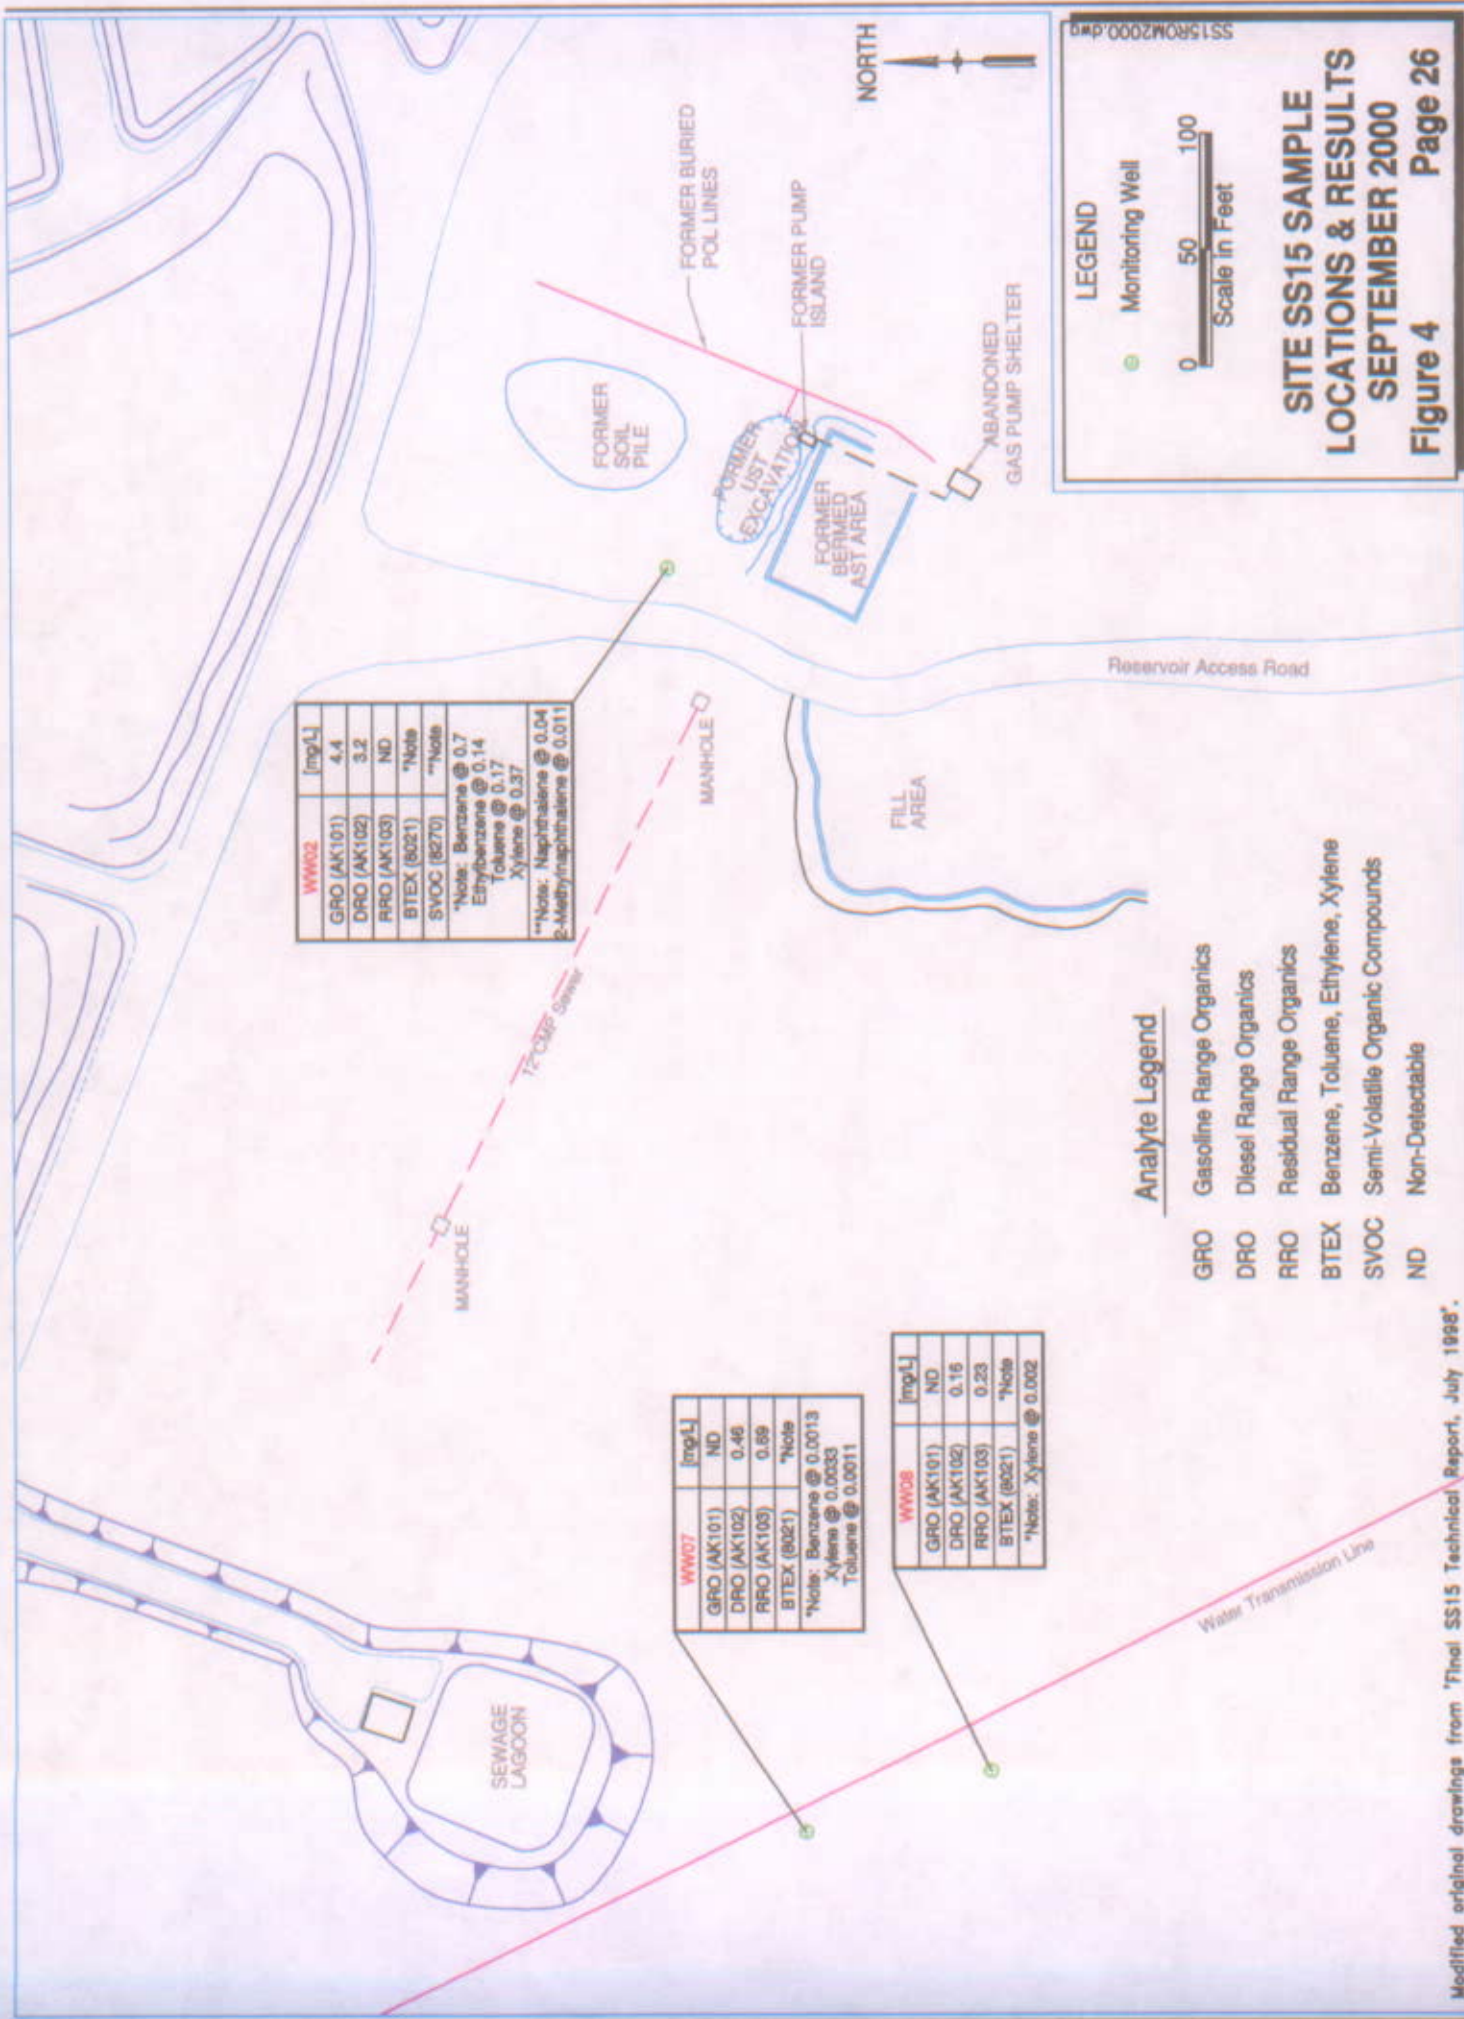 WW02 [mg/L]
GRO (AK101) 4.4
DRO (AK102) 3.2
RRO (AK103) ND
BTEX (8021) *Note
SVOC (8270) **Note
*Note: Benzene @ 0.7
Ethylbenzene @ 0.14
Toluene @ 0.17
Xylene @ 0.37
**Note: Naphthalene @ 0.04
2-Methylnaphthalene @ 0.011
NORTH
FORMER BURIED
POL LINES
FORMER
SOIL
PILE
FORMER PUMP
ISLAND
FORMER
UST
EXCAVATION
FORMER
BERMED
AST AREA
ABANDONED
GAS PUMP SHELTER
MANHOLE
12"CMP Sewer
MANHOLE
Reservoir Access Road
FILL
AREA
SEWAGE
LAGOON
WW07 [mg/L]
GRO (AK101) ND
DRO (AK102) 0.46
RRO (AK103) 0.69
BTEX (8021) *Note
*Note: Benzene @ 0.0013
Xylene @ 0.0033
Toluene @ 0.0011
WW08 [mg/L]
GRO (AK101) ND
DRO (AK102) 0.16
RRO (AK103) 0.23
BTEX (8021) *Note
*Note: Xylene @ 0.002
Water Transmission Line
Analyte Legend
GRO Gasoline Range Organics
DRO Diesel Range Organics
RRO Residual Range Organics
BTEX Benzene, Toluene, Ethylene, Xylene
SVOC Semi-Volatile Organic Compounds
ND Non-Detectable
LEGEND
Monitoring Well
0 50 100
Scale in Feet
SS15ROM2000.dwg
SITE SS15 SAMPLE
LOCATIONS & RESULTS
SEPTEMBER 2000
Figure 4 Page 26
Modified original drawings from "Final SS15 Technical Report, July 1998".